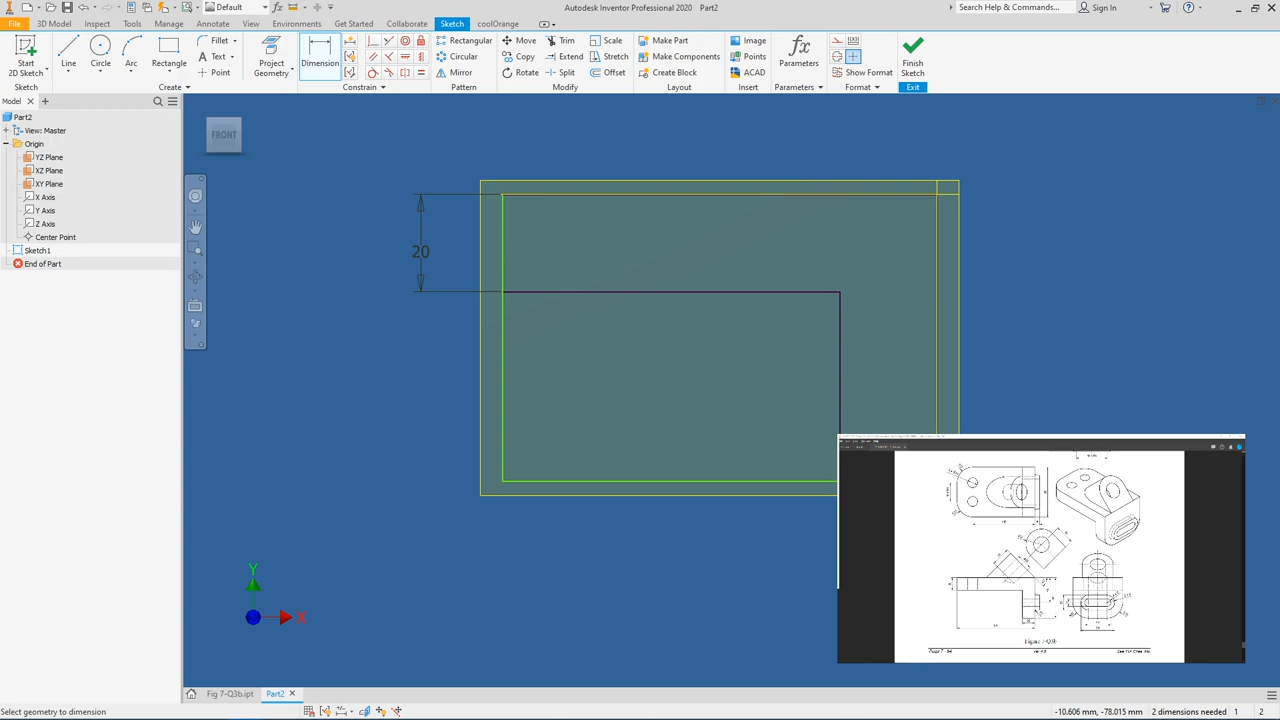 Default
Autodesk Inventor Professional 2020 Part2
Search Help & Commands...
Sign In
File 3D Model Sketch Inspect Tools Manage Annotate View Environments Get Started Collaborate Sketch coolOrange
Start 2D Sketch
Line
Circle
Arc
Rectangle
Fillet
Text
Point
Project Geometry
Dimension
Rectangular
Circular
Mirror
Move
Copy
Rotate
Trim
Extend
Split
Scale
Stretch
Offset
Make Part
Make Components
Create Block
Image
Points
ACAD
Parameters
Show Format
Finish Sketch
Sketch Create Constrain Pattern Modify Layout Insert Parameters Format Exit
Model
Part2
View: Master
Origin
YZ Plane
XZ Plane
XY Plane
X Axis
Y Axis
Z Axis
Center Point
Sketch1
End of Part
FRONT
20
Y
X
Figure 7-Q3b
Fig 7-Q3b.ipt
Part2
Select geometry to dimension
-10.606 mm, -78.015 mm 2 dimensions needed 1 2